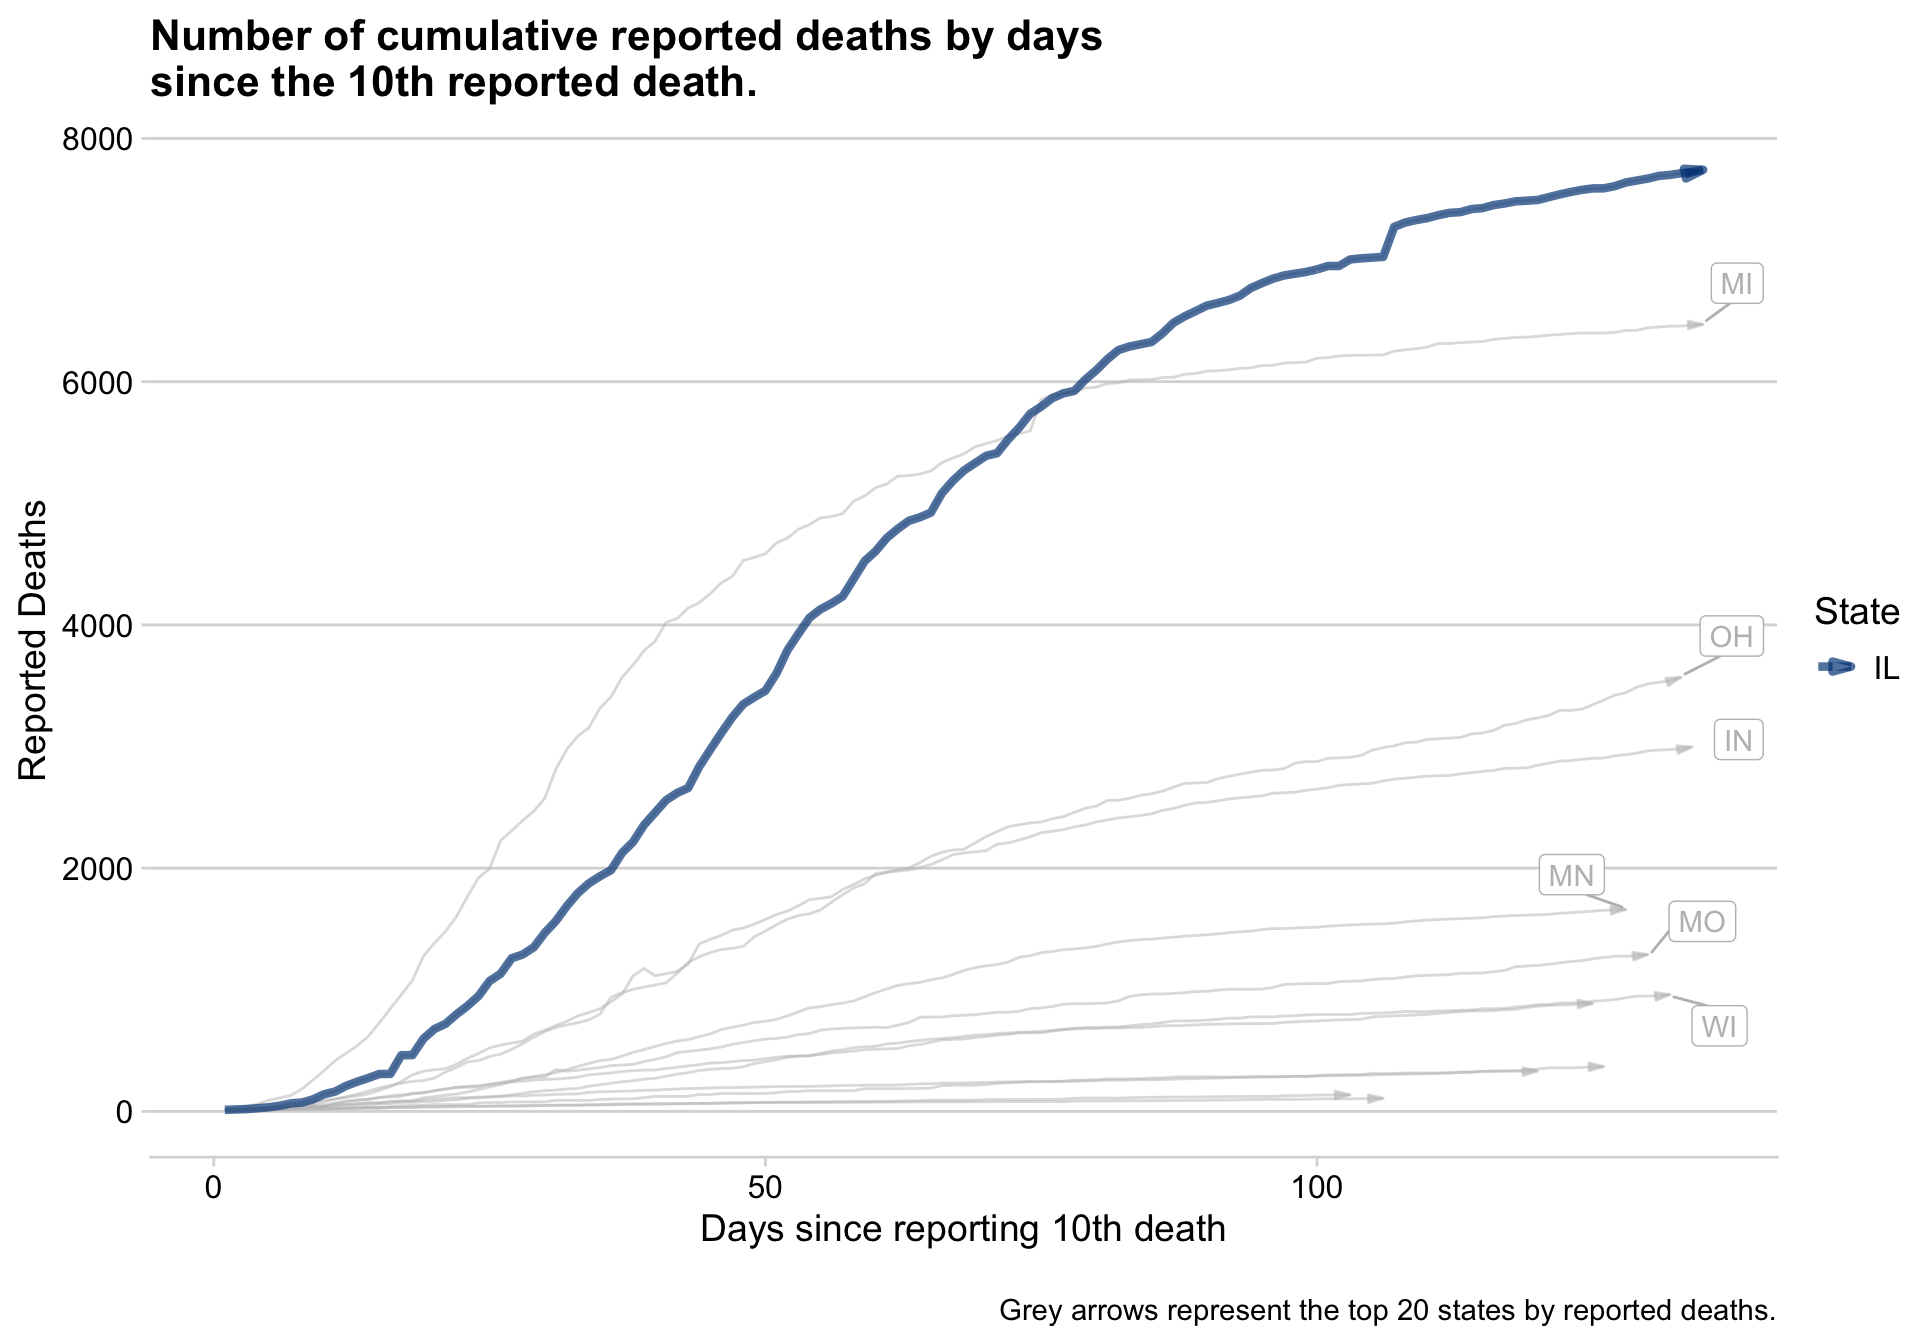 Number of cumulative reported deaths by days
since the 10th reported death.
8000
6000
4000
2000
0
Reported Deaths
MI
OH
IN
MN
MO
WI
State
IL
0
50
100
Days since reporting 10th death
Grey arrows represent the top 20 states by reported deaths.